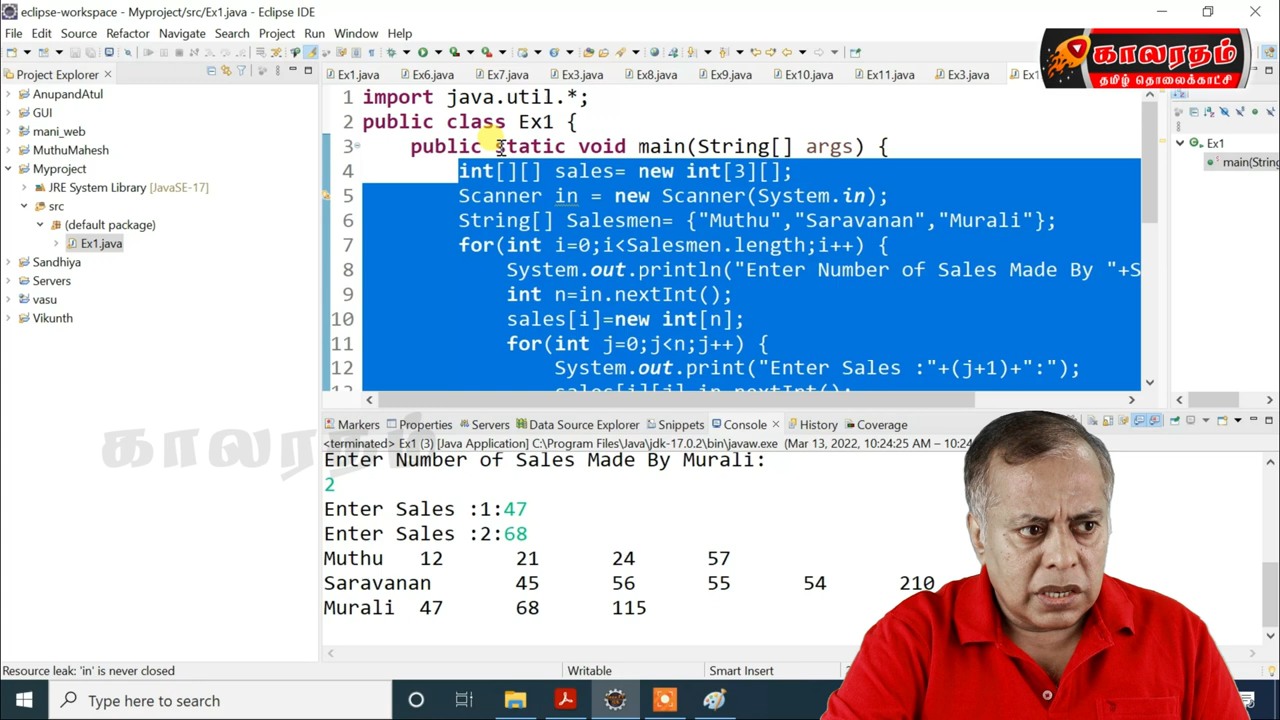 eclipse-workspace - Myproject/src/Ex1.java - Eclipse IDE
File Edit Source Refactor Navigate Search Project Run Window
காலரதம்
தமிழ் தொலைக்காட்சி
Project Explorer
Ex1.java Ex6.java Ex7.java Ex3.java Ex8.java Ex9.java Ex10.java Ex11.java Ex3.java Ex1
AnupandAtul
GUI
mani_web
MuthuMahesh
Myproject
JRE System Library [JavaSE-17]
src
(default package)
Ex1.java
Sandhiya
Servers
vasu
Vikunth
1 import java.util.*;
2 public class Ex1 {
3 public static void main(String[] args) {
4 int[][] sales= new int[3][];
5 Scanner in = new Scanner(System.in);
6 String[] Salesmen= {"Muthu","Saravanan","Murali"};
7 for(int i=0;i<Salesmen.length;i++) {
8 System.out.println("Enter Number of Sales Made By "+S
9 int n=in.nextInt();
10 sales[i]=new int[n];
11 for(int j=0;j<n;j++) {
12 System.out.print("Enter Sales :"+(j+1)+":");
Ex1
main(String
Markers Properties Servers Data Source Explorer Snippets Console History Coverage
<terminated> Ex1 (3) [Java Application] C:\Program Files\Java\jdk-17.0.2\bin\javaw.exe (Mar 13, 2022, 10:24:25 AM – 10:24
Enter Number of Sales Made By Murali:
2
Enter Sales :1:47
Enter Sales :2:68
Muthu 12 21 24 57
Saravanan 45 56 55 54 210
Murali 47 68 115
Resource leak: 'in' is never closed
Writable
Smart Insert
Type here to search